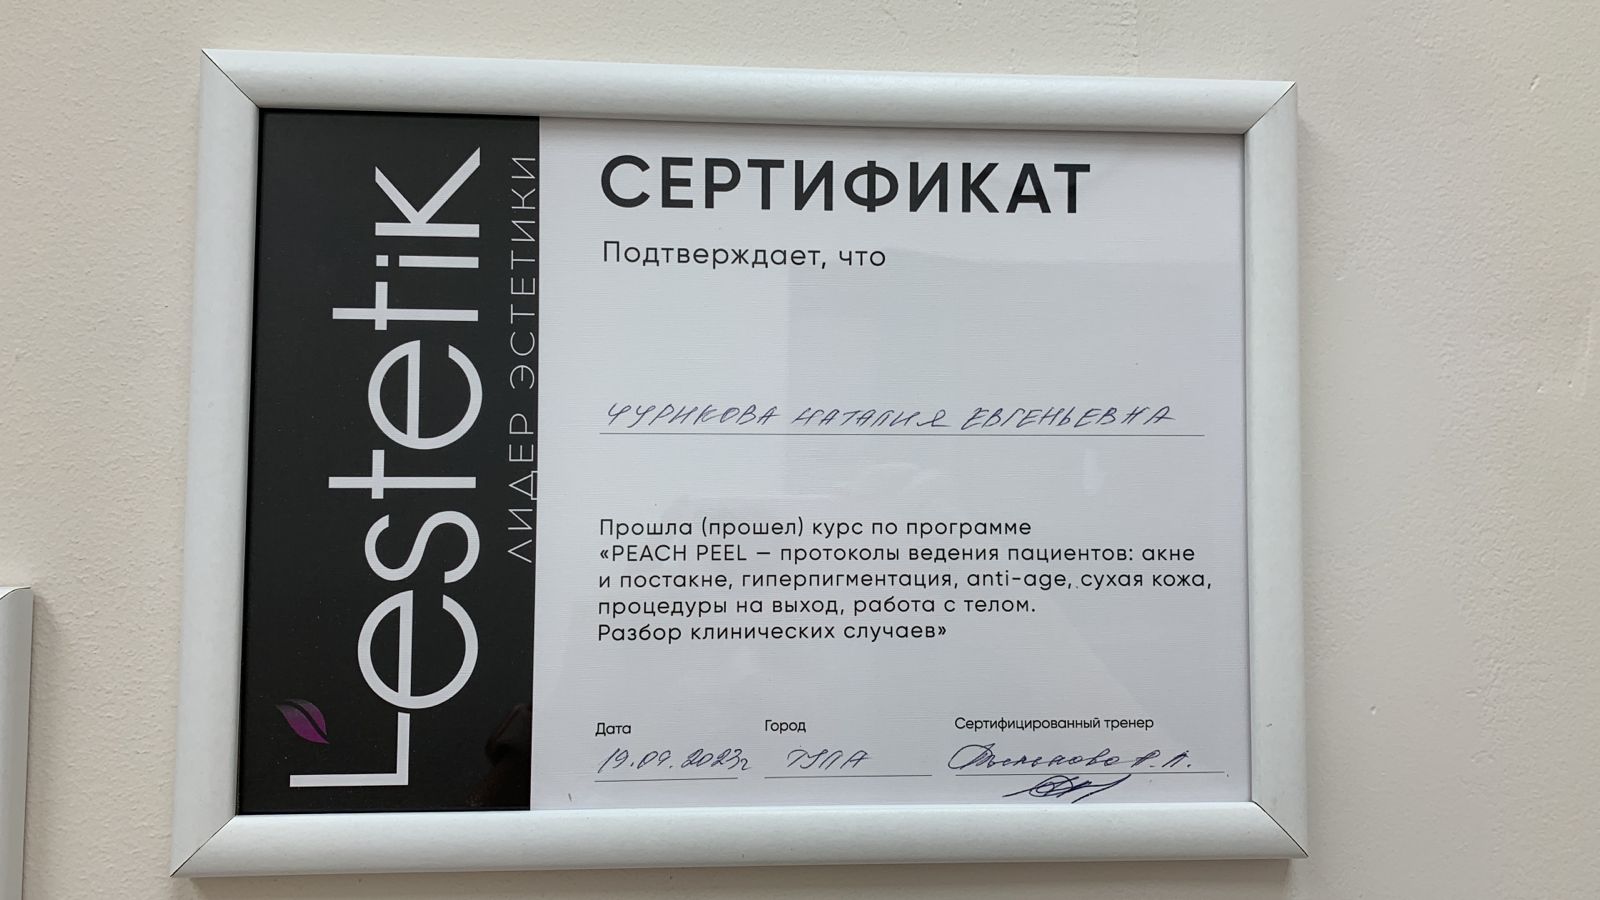 L'estetik
ЛИДЕР ЭСТЕТИКИ
СЕРТИФИКАТ
Подтверждает, что
ЧУРИКОВА НАТАЛИЯ ЕВГЕНЬЕВНА
Прошла (прошел) курс по программе
«PEACH PEEL — протоколы ведения пациентов: акне
и постакне, гиперпигментация, anti-age, сухая кожа,
процедуры на выход, работа с телом.
Разбор клинических случаев»
Дата Город Сертифицированный тренер
19.09.2023г ТУЛА